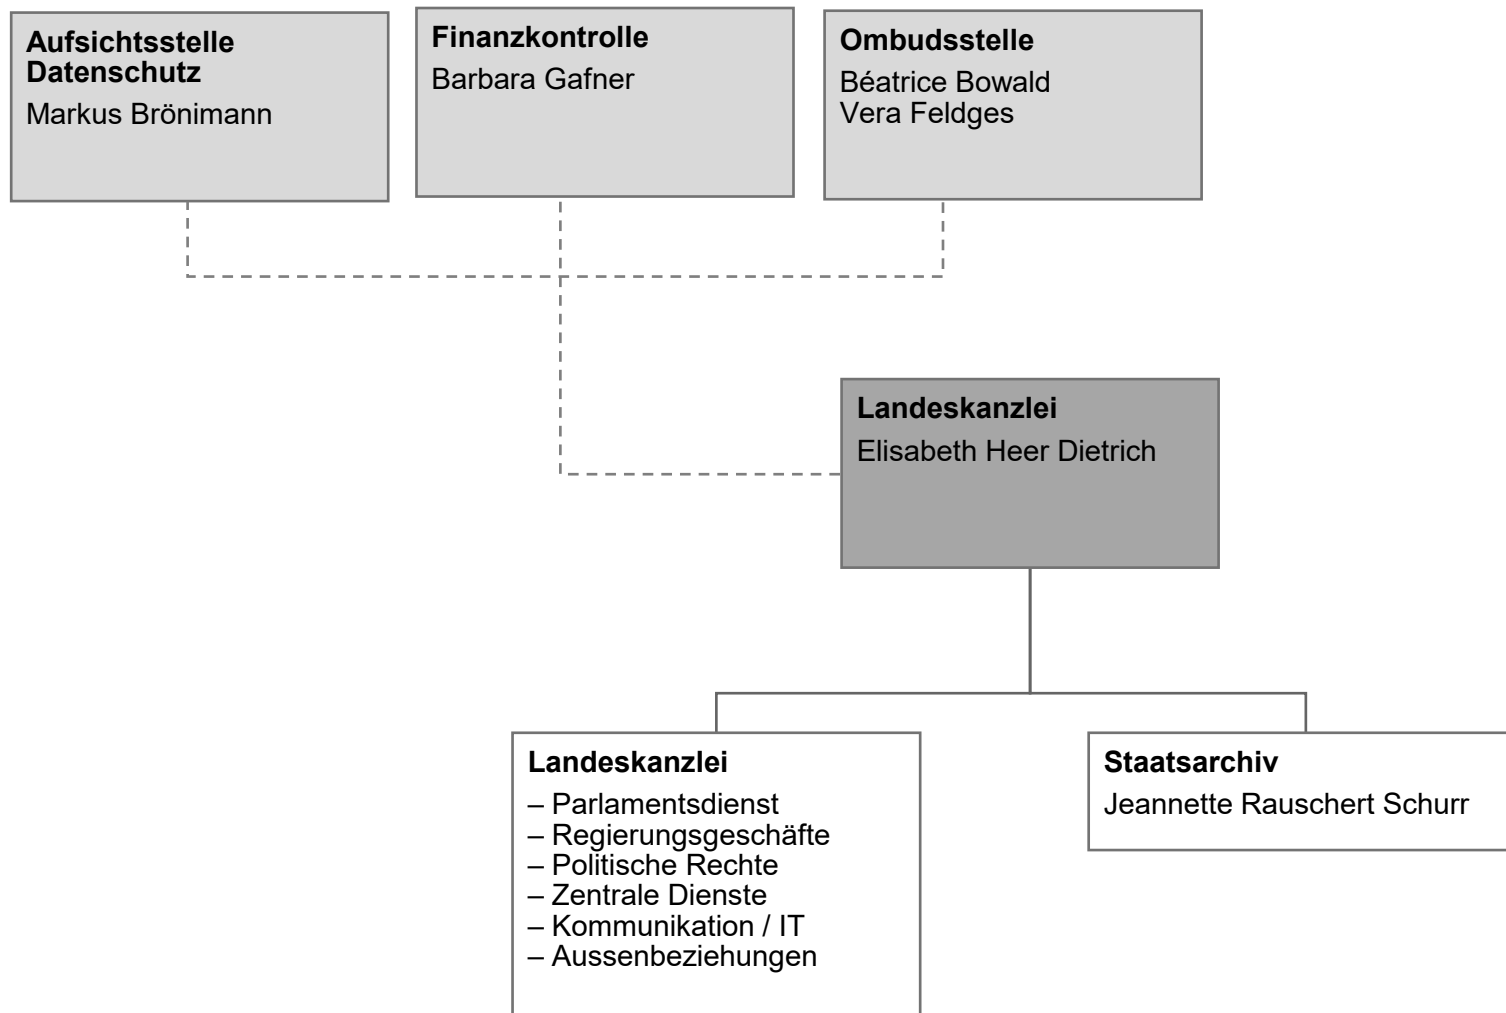 Aufsichtsstelle
Datenschutz
Markus Brönimann
Finanzkontrolle
Barbara Gafner
Ombudsstelle
Béatrice Bowald
Vera Feldges
Landeskanzlei
Elisabeth Heer Dietrich
Landeskanzlei
– Parlamentsdienst
– Regierungsgeschäfte
– Politische Rechte
– Zentrale Dienste
– Kommunikation / IT
– Aussenbeziehungen
Staatsarchiv
Jeannette Rauschert Schurr